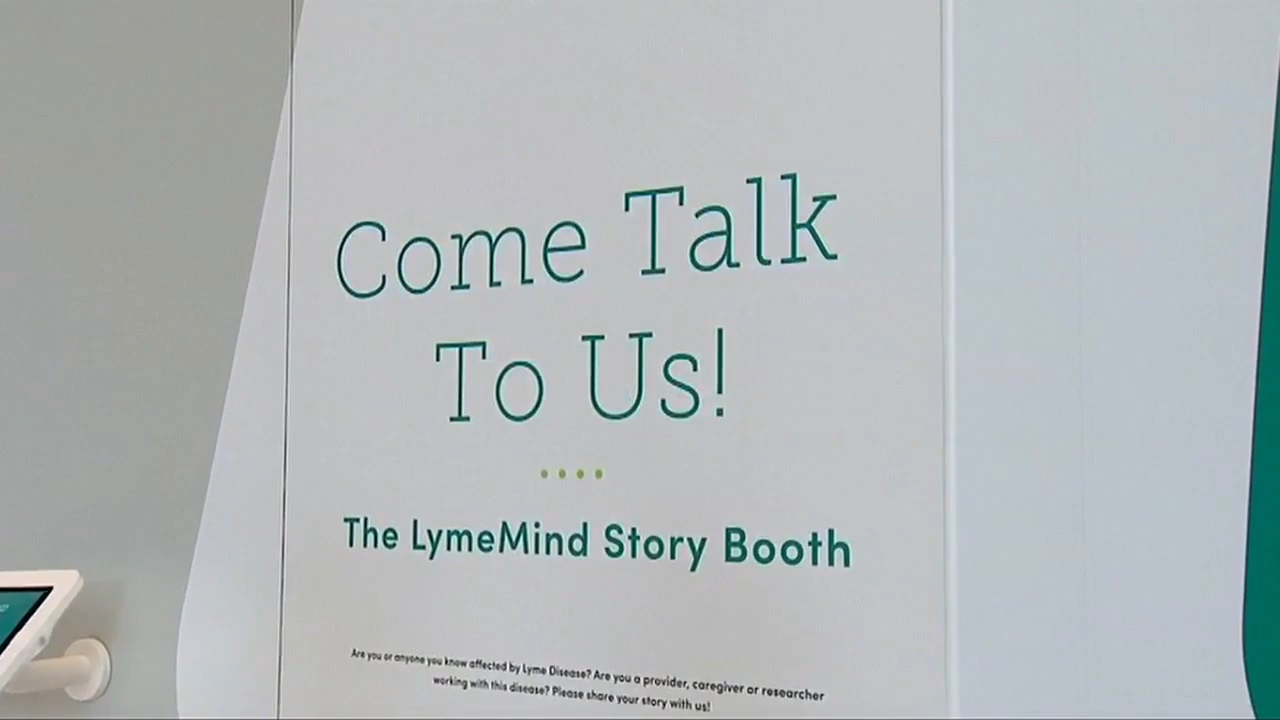 Come Talk
To Us!
The LymeMind Story Booth
Are you or anyone you know affected by Lyme Disease? Are you a provider, caregiver or researcher
working with this disease? Please share your story with us!